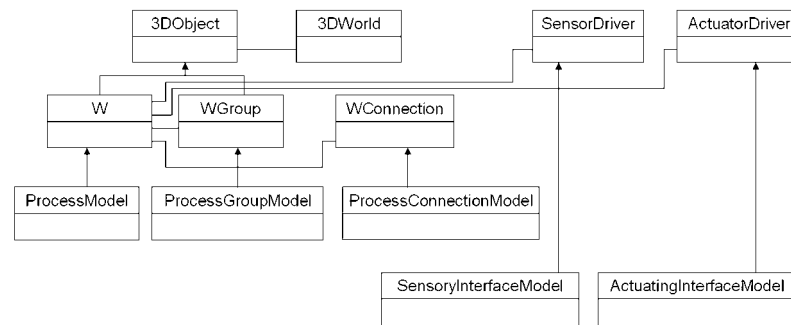 3DObject
3DWorld
SensorDriver
ActuatorDriver
W
WGroup
WConnection
ProcessModel
ProcessGroupModel
ProcessConnectionModel
SensoryInterfaceModel
ActuatingInterfaceModel